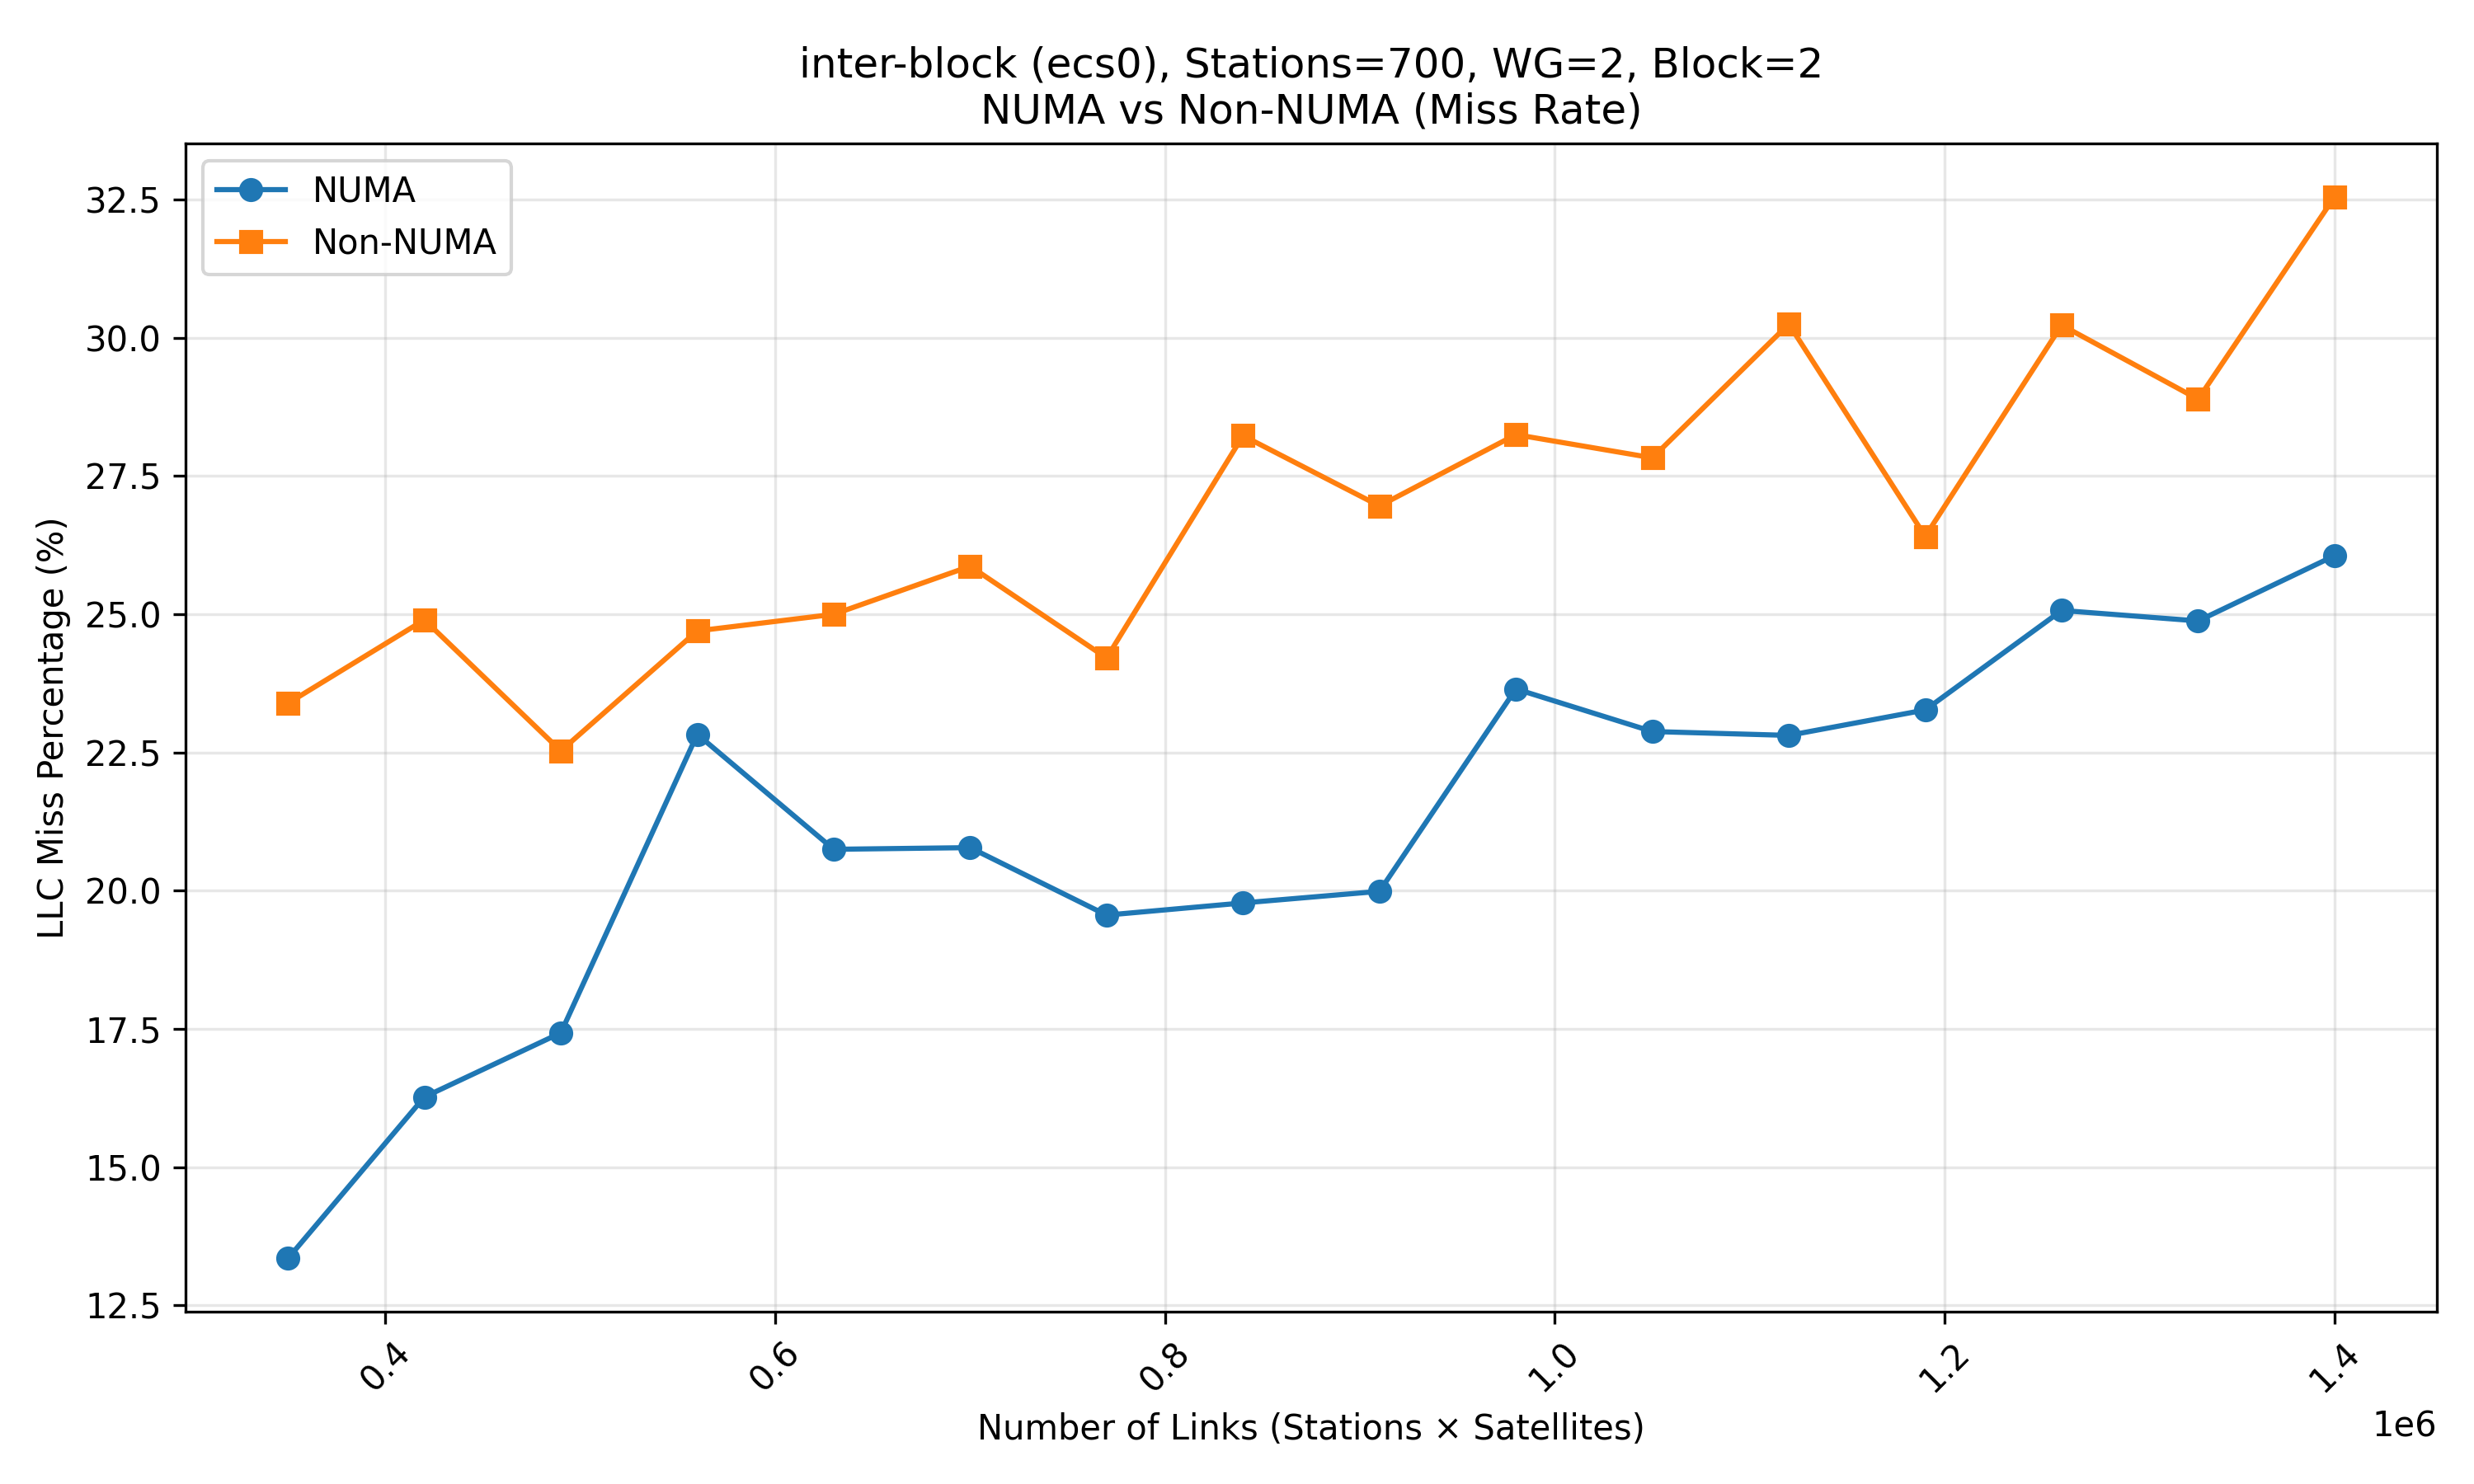 inter-block (ecs0), Stations=700, WG=2, Block=2
NUMA vs Non-NUMA (Miss Rate)
NUMA
Non-NUMA
LLC Miss Percentage (%)
32.5
30.0
27.5
25.0
22.5
20.0
17.5
15.0
12.5
0.4
0.6
0.8
1.0
1.2
1.4
1e6
Number of Links (Stations × Satellites)